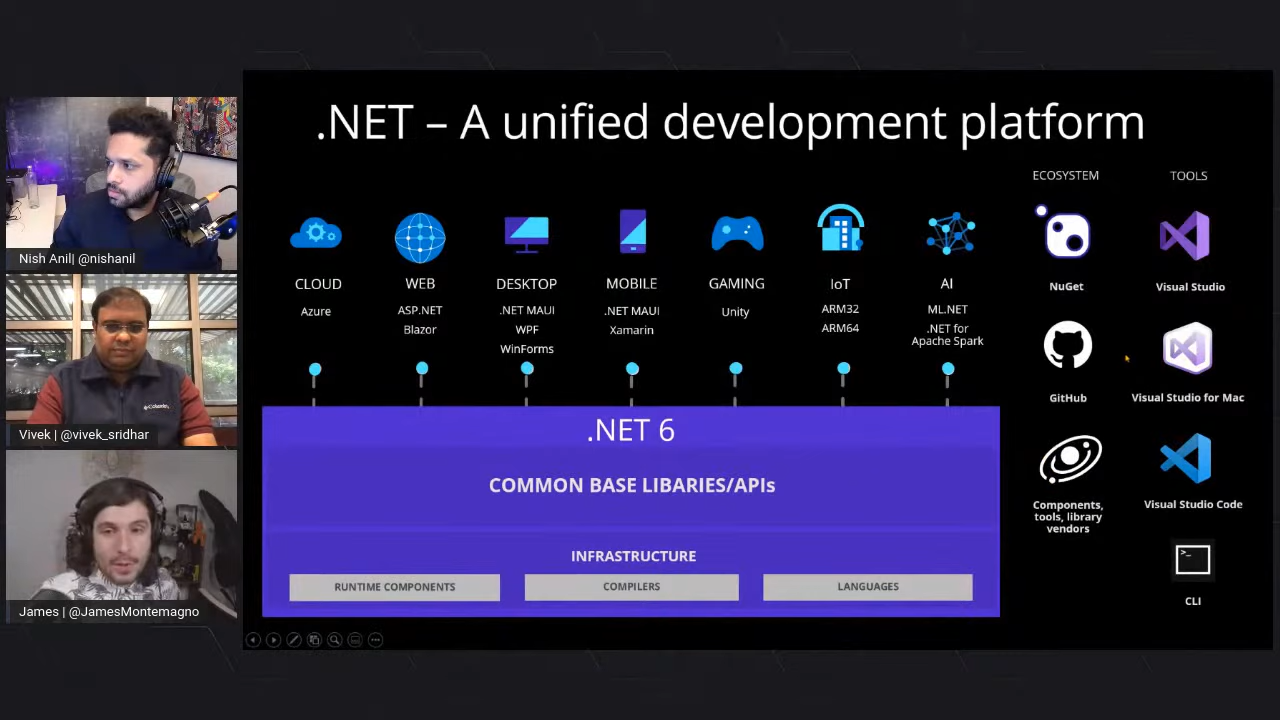 .NET – A unified development platform
ECOSYSTEM
TOOLS
CLOUD
Azure
WEB
ASP.NET
Blazor
DESKTOP
.NET MAUI
WPF
WinForms
MOBILE
.NET MAUI
Xamarin
GAMING
Unity
IoT
ARM32
ARM64
AI
ML.NET
.NET for
Apache Spark
.NET 6
COMMON BASE LIBARIES/APIs
INFRASTRUCTURE
RUNTIME COMPONENTS
COMPILERS
LANGUAGES
NuGet
GitHub
Components,
tools, library
vendors
Visual Studio
Visual Studio for Mac
Visual Studio Code
>_
CLI
Nish Anil| @nishanil
Columbia
Vivek | @vivek_sridhar
James | @JamesMontemagno